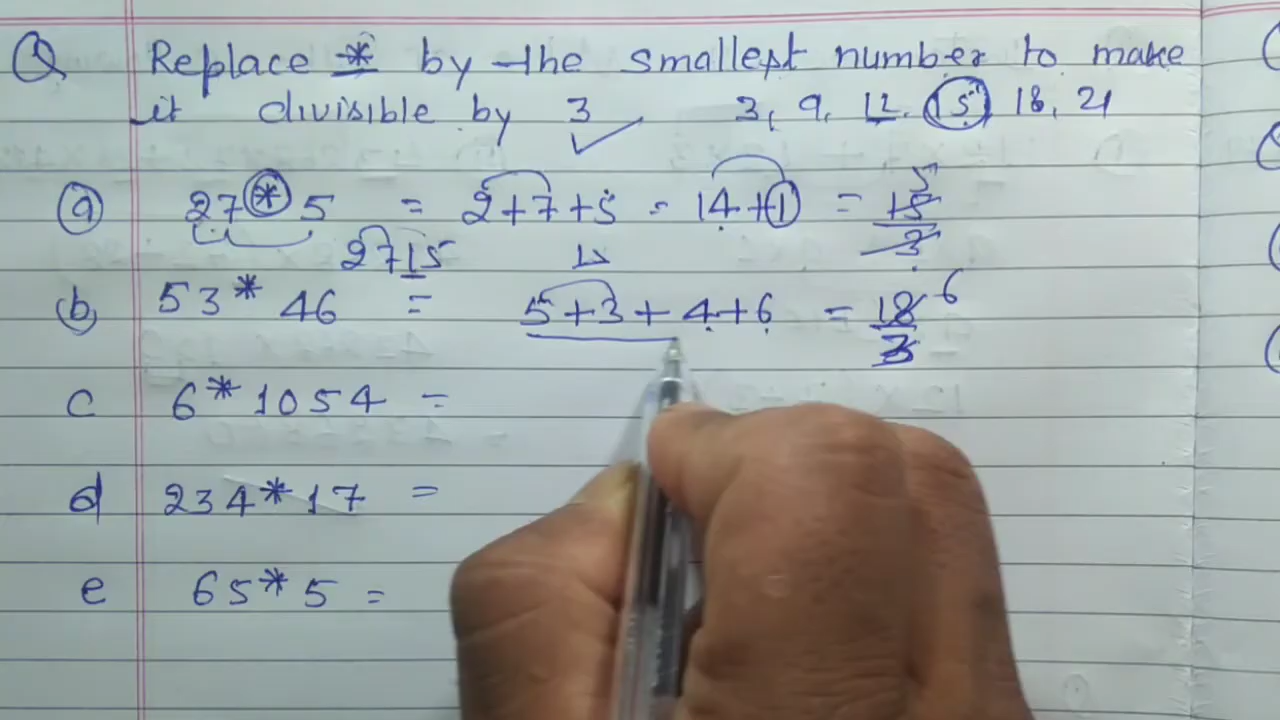 Q Replace * by the smallest number to make
it divisible by 3 3, 9, 12, 15, 18, 21
a 27*5 = 2+7+5 = 14+1 = 15/3 5
2715
b 53*46 = 5+3+4+6 = 18/3 6
c 6*1054 =
d 234*17 =
e 65*5 =